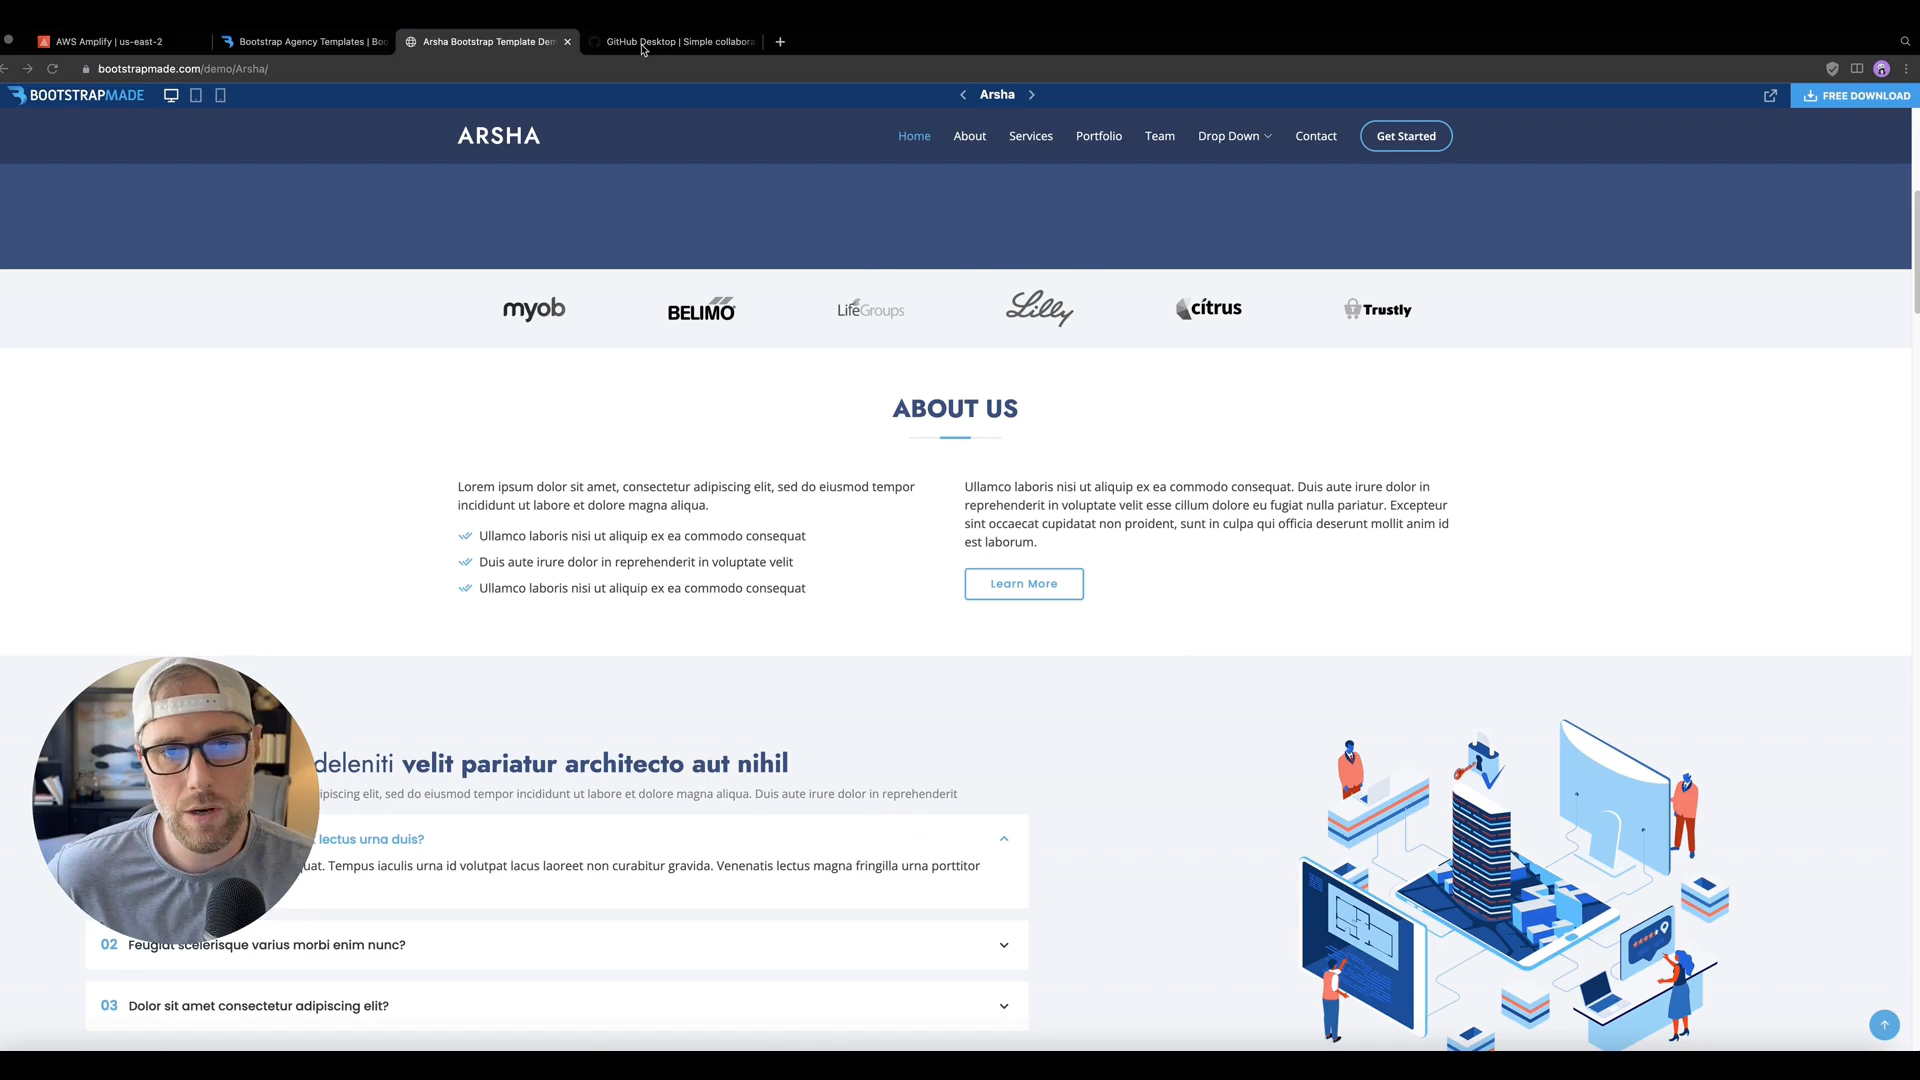 AWS Amplify | us-east-2
Bootstrap Agency Templates | Boo
Arsha Bootstrap Template Dem
GitHub Desktop | Simple collabora
bootstrapmade.com/demo/Arsha/
BOOTSTRAPMADE
Arsha
FREE DOWNLOAD
ARSHA
Home
About
Services
Portfolio
Team
Drop Down
Contact
Get Started
myob
BELIMO
LifeGroups
Lilly
citrus
Trustly
ABOUT US
Lorem ipsum dolor sit amet, consectetur adipiscing elit, sed do eiusmod tempor
incididunt ut labore et dolore magna aliqua.
Ullamco laboris nisi ut aliquip ex ea commodo consequat
Duis aute irure dolor in reprehenderit in voluptate velit
Ullamco laboris nisi ut aliquip ex ea commodo consequat
Ullamco laboris nisi ut aliquip ex ea commodo consequat. Duis aute irure dolor in
reprehenderit in voluptate velit esse cillum dolore eu fugiat nulla pariatur. Excepteur
sint occaecat cupidatat non proident, sunt in culpa qui officia deserunt mollit anim id
est laborum.
Learn More
deleniti velit pariatur architecto aut nihil
ipiscing elit, sed do eiusmod tempor incididunt ut labore et dolore magna aliqua. Duis aute irure dolor in reprehenderit
lectus urna duis?
uat. Tempus iaculis urna id volutpat lacus laoreet non curabitur gravida. Venenatis lectus magna fringilla urna porttitor
02 Feugiat scelerisque varius morbi enim nunc?
03 Dolor sit amet consectetur adipiscing elit?